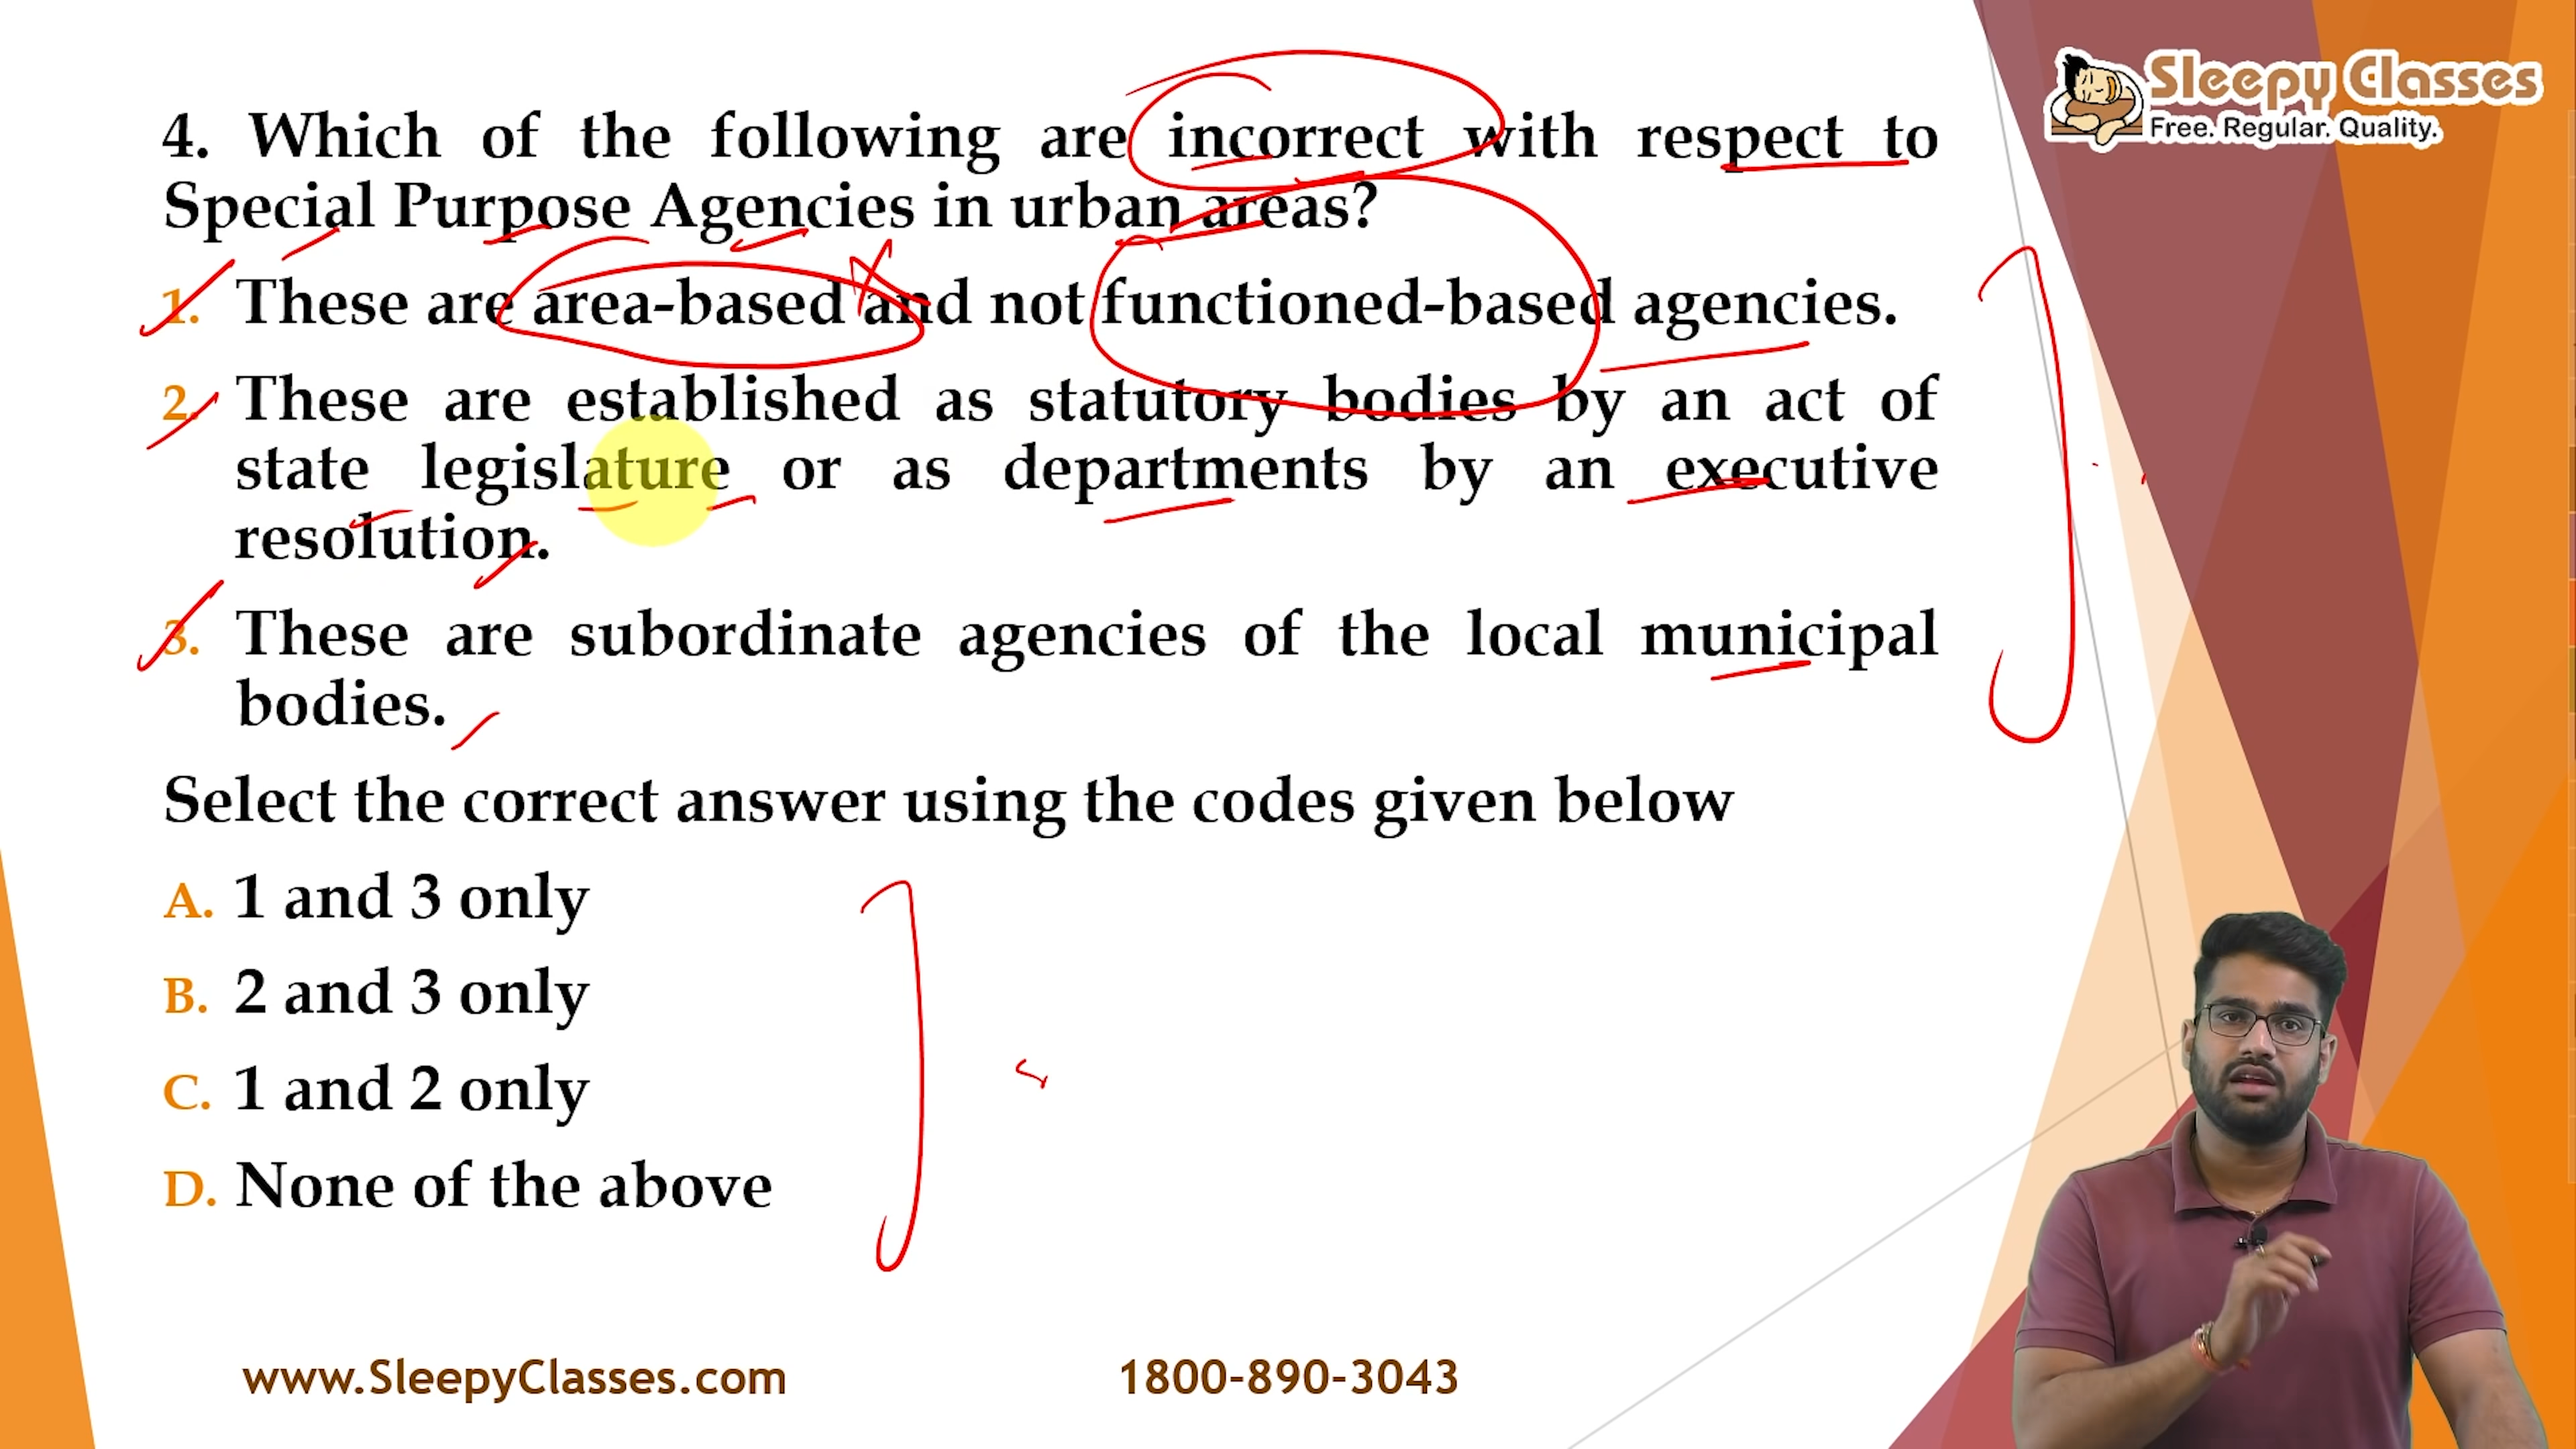 Sleepy Classes
Free. Regular. Quality.
4. Which of the following are incorrect with respect to
Special Purpose Agencies in urban areas?
1. These are area-based and not functioned-based agencies.
2. These are established as statutory bodies by an act of
state legislature or as departments by an executive
resolution.
3. These are subordinate agencies of the local municipal
bodies.
Select the correct answer using the codes given below
A. 1 and 3 only
B. 2 and 3 only
C. 1 and 2 only
D. None of the above
www.SleepyClasses.com
1800-890-3043